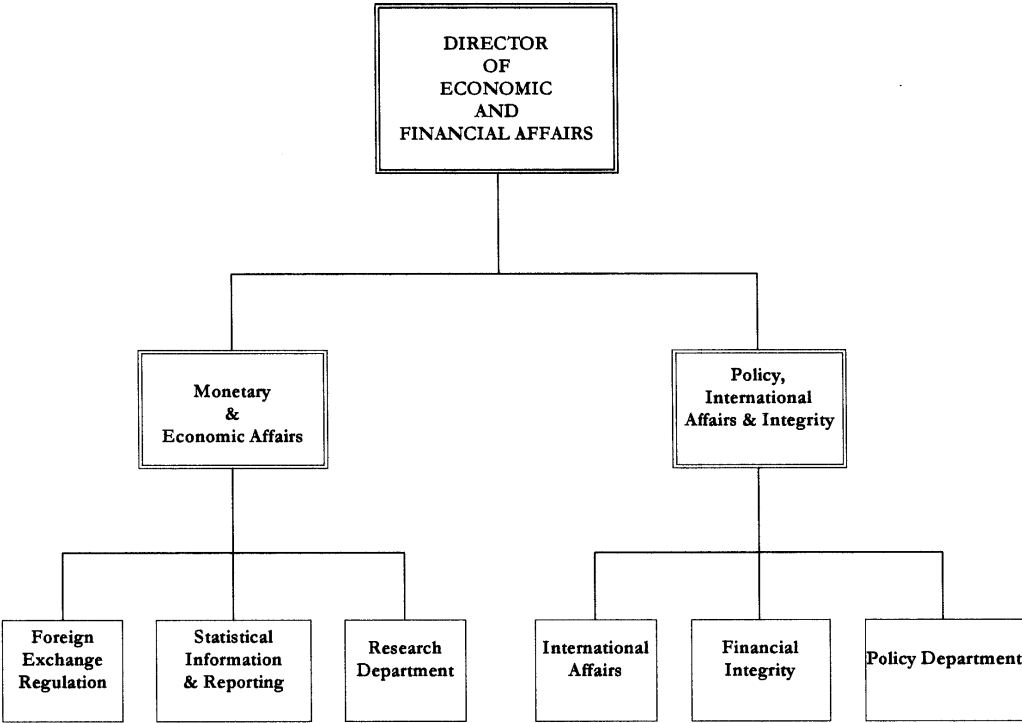 DIRECTOR
OF
ECONOMIC
AND
FINANCIAL AFFAIRS
Monetary
&
Economic Affairs
Policy,
International
Affairs & Integrity
Foreign
Exchange
Regulation
Statistical
Information
& Reporting
Research
Department
International
Affairs
Financial
Integrity
Policy Department